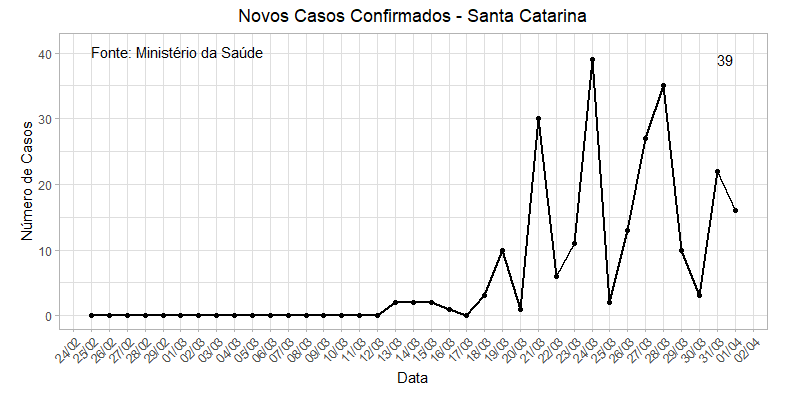 Novos Casos Confirmados - Santa Catarina
Fonte: Ministério da Saúde
39
Número de Casos
40
30
20
10
0
24/02 25/02 26/02 27/02 28/02 29/02 01/03 02/03 03/03 04/03 05/03 06/03 07/03 08/03 09/03 10/03 11/03 12/03 13/03 14/03 15/03 16/03 17/03 18/03 19/03 20/03 21/03 22/03 23/03 24/03 25/03 26/03 27/03 28/03 29/03 30/03 31/03 01/04 02/04
Data